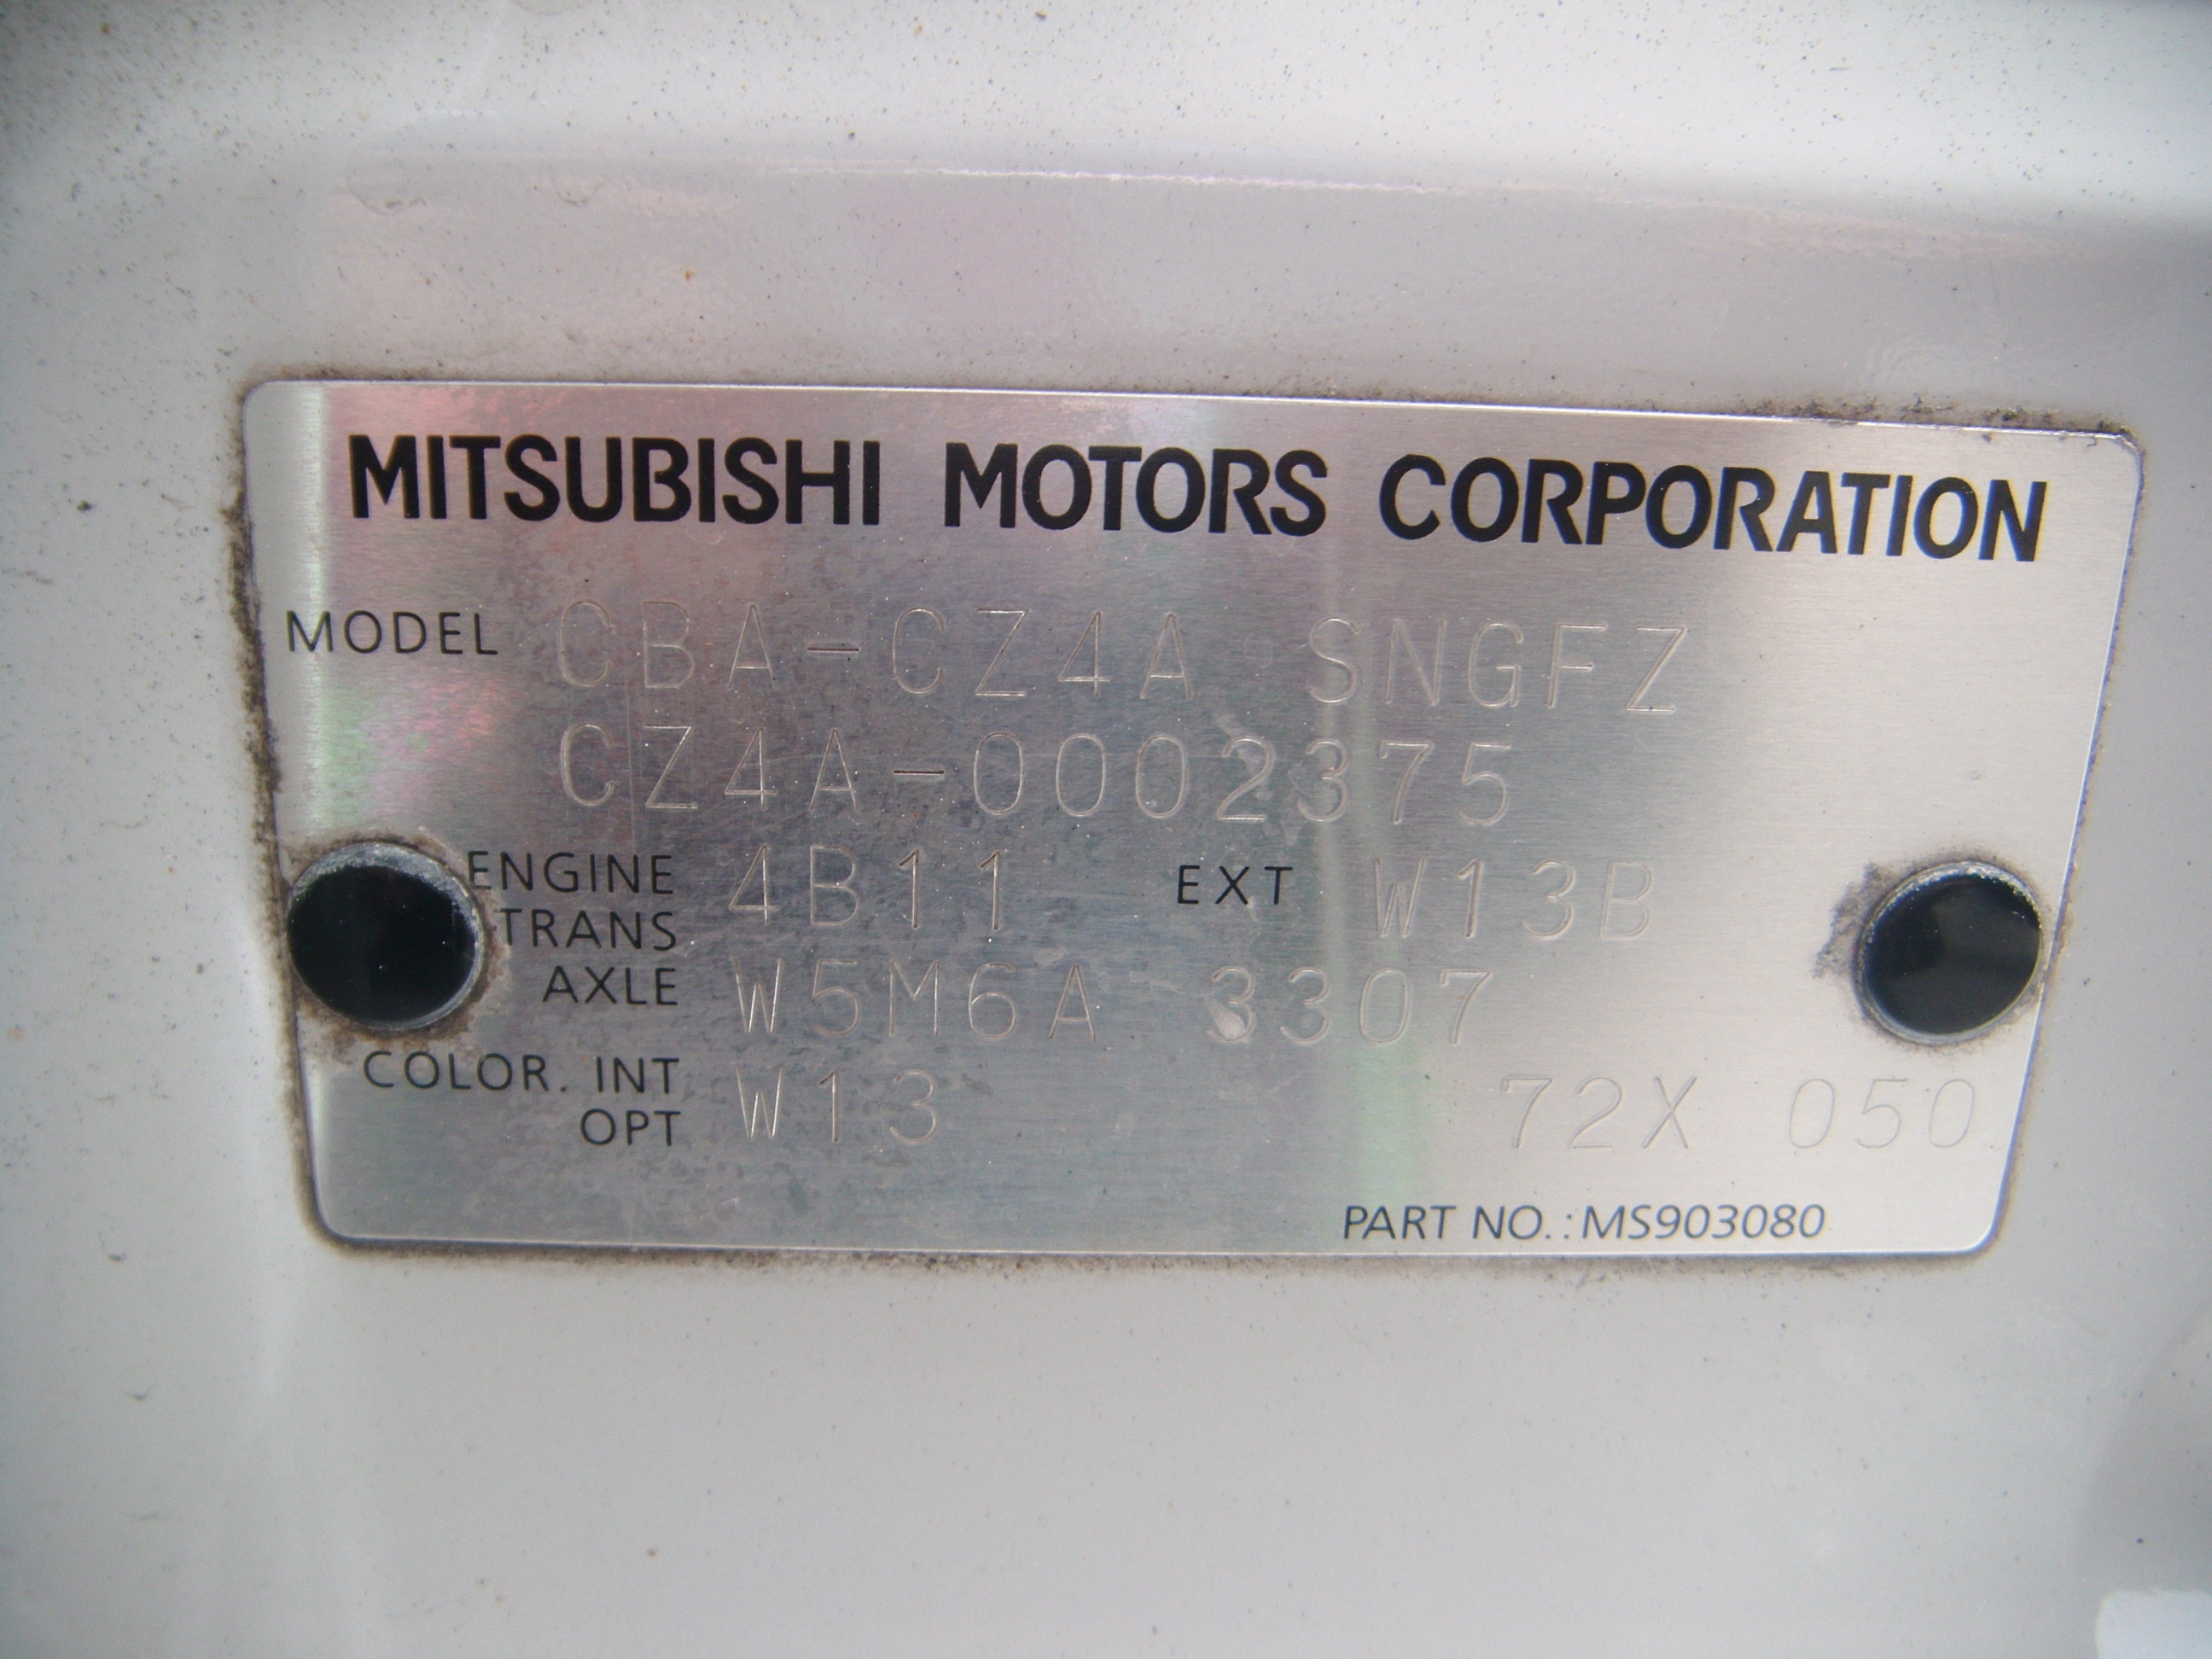 MITSUBISHI MOTORS CORPORATION
MODEL CBA-CZ4A SNGFZ
CZ4A-0002375
ENGINE 4B11 EXT W13B
TRANS
AXLE W5M6A 3307
COLOR. INT W13 72X 050
OPT
PART NO.:MS903080